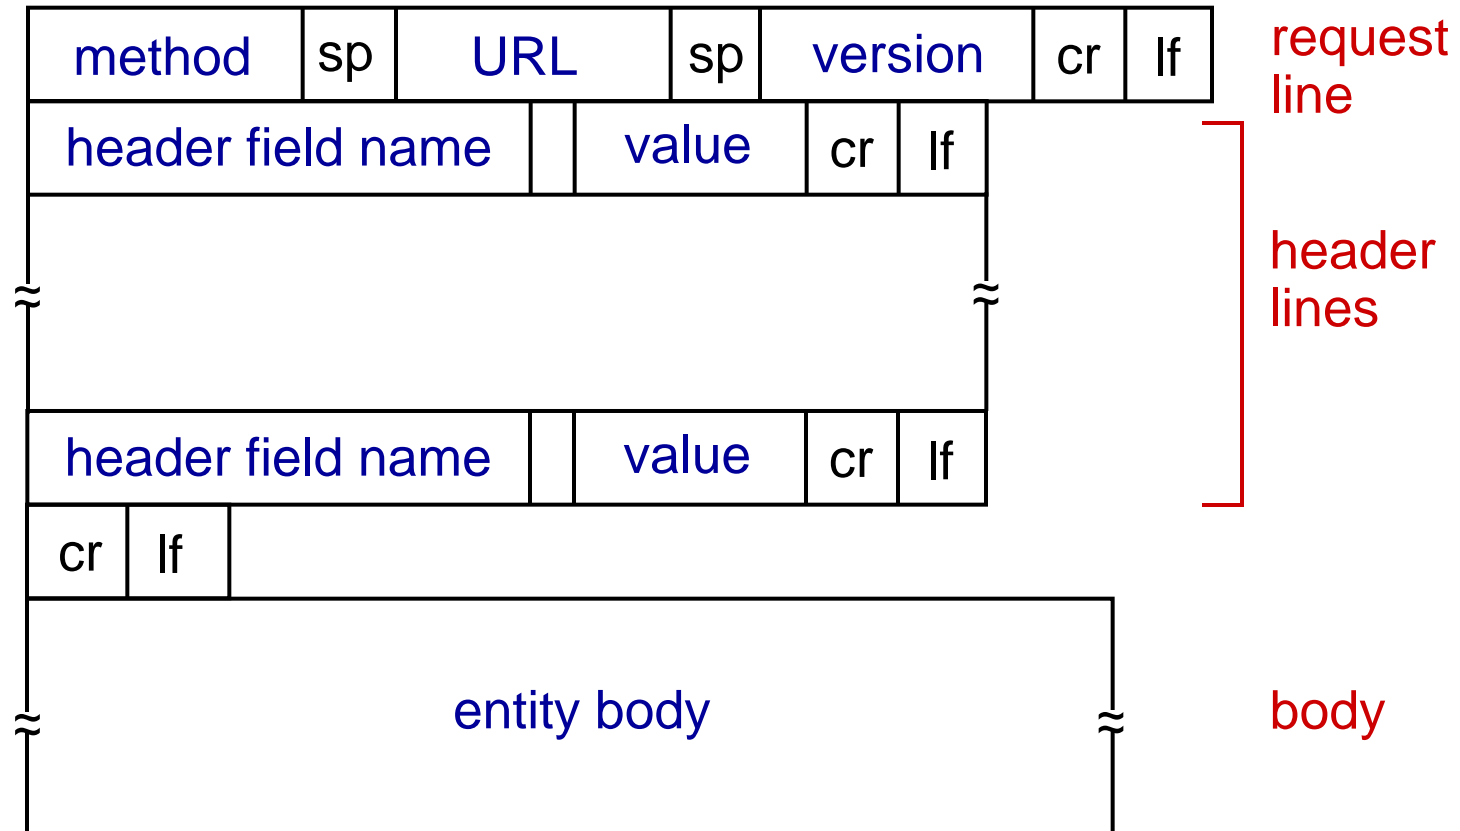 method sp URL sp version cr lf
request
line
header field name value cr lf
header
lines
≈ ≈
header field name value cr lf
cr lf
≈ entity body ≈
body